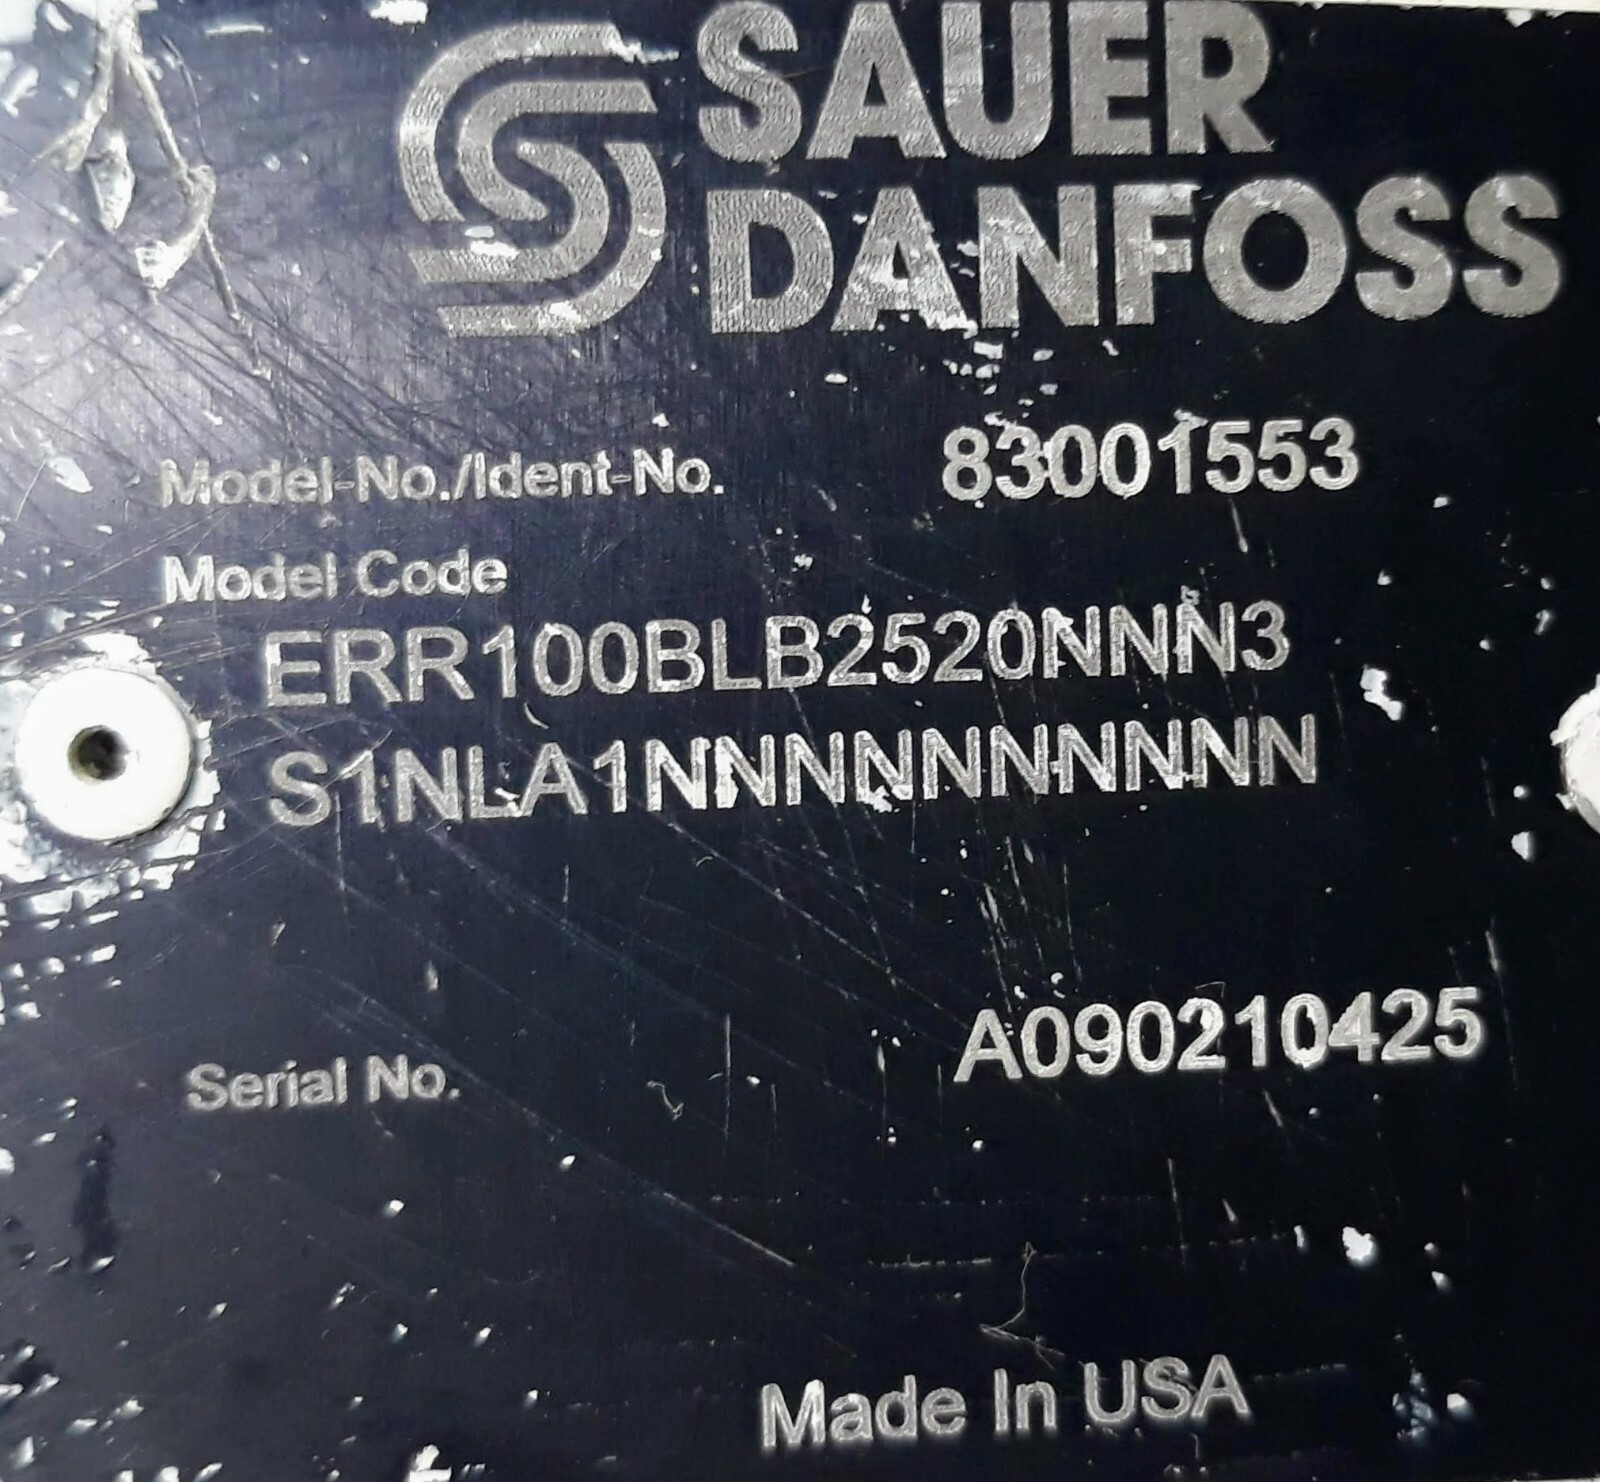 SAUER
DANFOSS
Model-No./Ident-No. 83001553
Model Code
ERR100BLB2520NNN3
S1NLA1NNNNNNNNNN
Serial No. A090210425
Made In USA